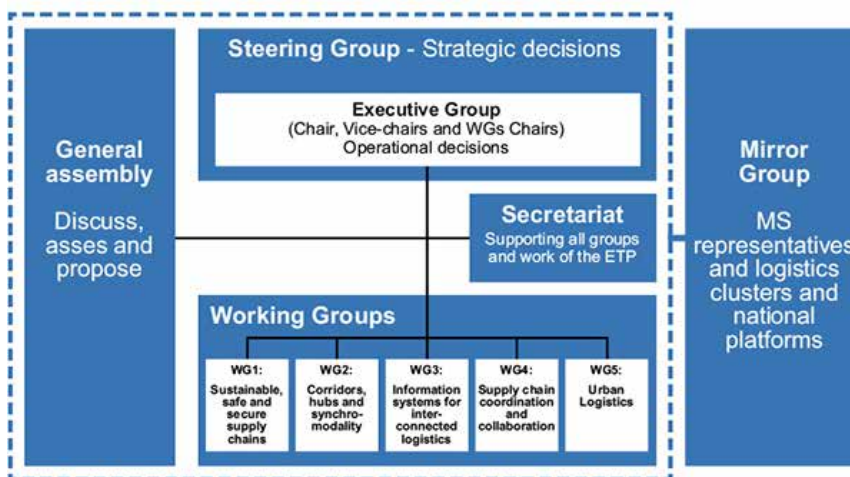 General
assembly
Discuss,
asses and
propose
Steering Group - Strategic decisions
Executive Group
(Chair, Vice-chairs and WGs Chairs)
Operational decisions
Secretariat
Supporting all groups
and work of the ETP
Working Groups
WG1:
Sustainable,
safe and
secure
supply
chains
WG2:
Corridors,
hubs and
synchro-
modality
WG3:
Information
systems for
inter-
connected
logistics
WG4:
Supply chain
coordination
and
collaboration
WG5:
Urban
Logistics
Mirror
Group
MS
representatives
and logistics
clusters and
national
platforms